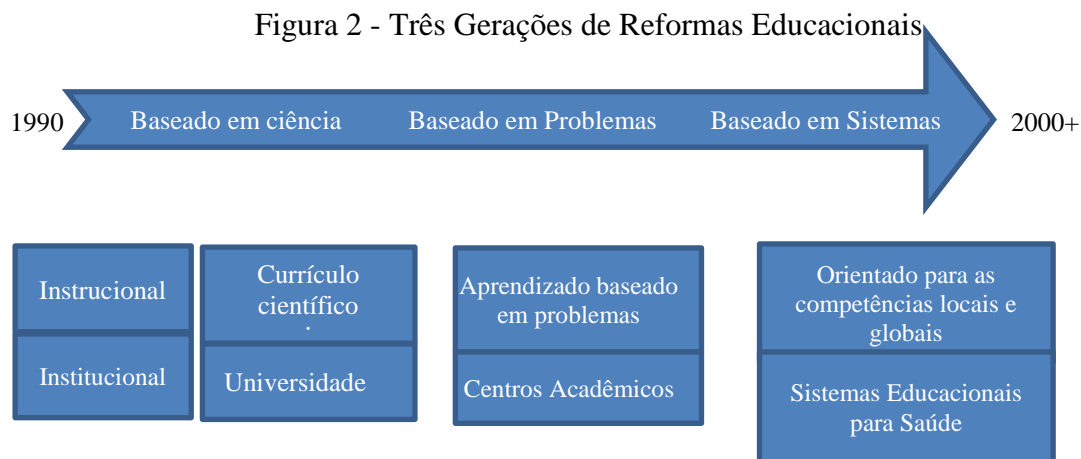 Figura 2 - Três Gerações de Reformas Educacionais
1990
Baseado em ciência
Baseado em Problemas
Baseado em Sistemas
2000+
Instrucional
Currículo
científico
.
Aprendizado baseado
em problemas
Orientado para as
competências locais e
globais
Institucional
Universidade
Centros Acadêmicos
Sistemas Educacionais
para Saúde